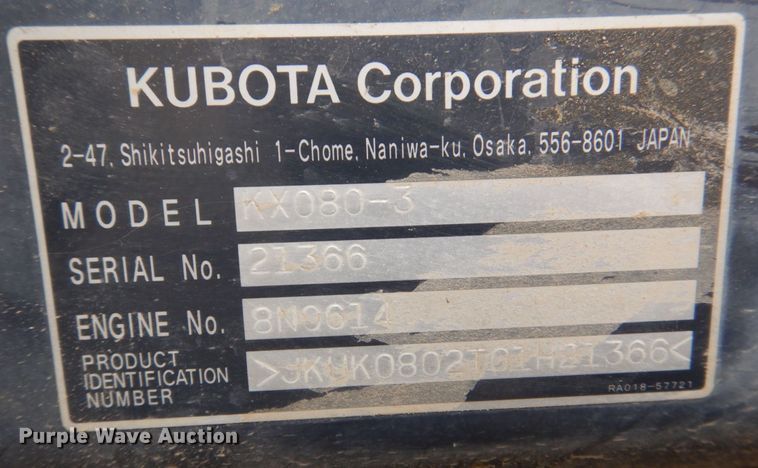 KUBOTA Corporation
2-47, Shikitsuhigashi 1-Chome, Naniwa-ku, Osaka, 556-8601 JAPAN
MODEL KX080-3
SERIAL No. 21366
ENGINE No. 8N9614
PRODUCT
IDENTIFICATION
NUMBER
RA018-57721
Purple Wave Auction